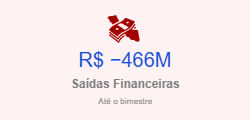 R$ −466M
Saídas Financeiras
Até o bimestre